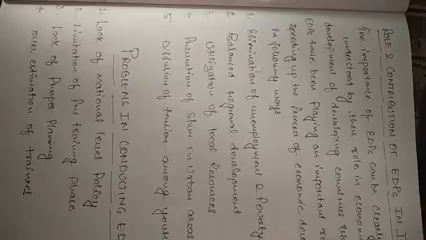 ROLE & CONTRIBUTION OF EDPs IN I
The importance of EDPs can be clearly
understood by their role in economic
development of developing countries
EDPs have been playing an important
speeding up the process of economic deve
in following ways
1. Elimination of unemployment & Poverty
2 Balanced regional development
3 Utilization of local Resources
4 Prevention of Slum in Urban areas
5 Diffusion of tension among youth
PROBLEMS IN CONDUCTING ED
1. Lack of national level Policy
2 Limitation of Pre training phase
3 Lack of Proper Planning
4. over estimation of trainees